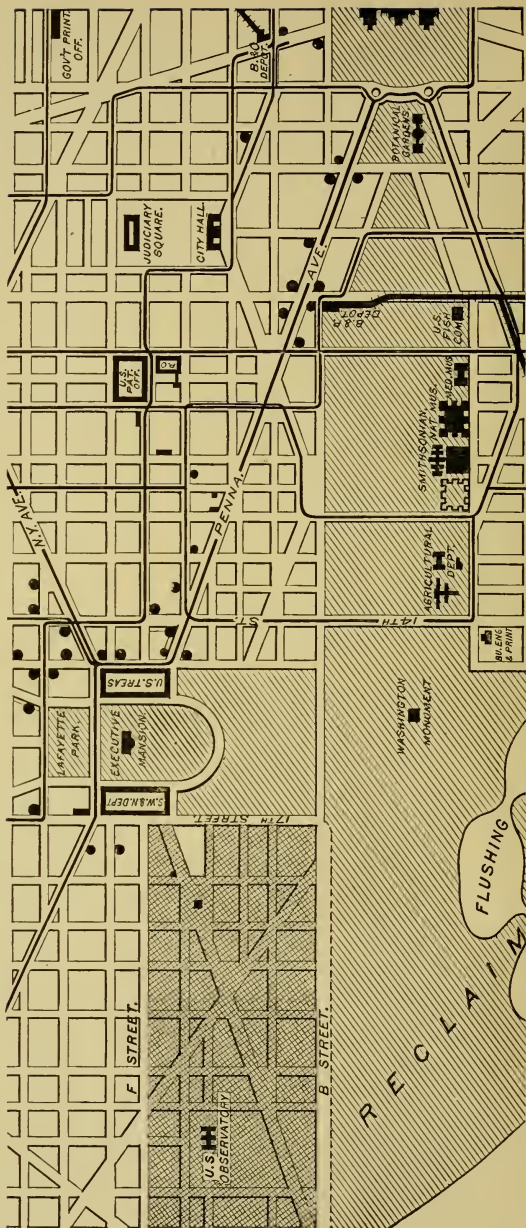 GOV'T PRINT.
OFF.
B.&O.
DEPOT.
BOTANICAL
GARDENS.
JUDICIARY
SQUARE.
CITY HALL.
AVE.
B.&P.
DEPOT.
U.S.
FISH
COM.
U.S.
PAT.
OFF.
P.O.
MED. MUS.
NAT. MUS.
SMITHSONIAN.
N.Y. AVE.
PENNA.
AGRICULTURAL
DEPT.
14TH
ST.
BU. ENG.
& PRINT.
U.S. TREAS
LAFAYETTE
PARK.
EXECUTIVE
MANSION.
WASHINGTON
MONUMENT
S.W.&N. DEPT
17TH STREET.
FLUSHING
F STREET.
B STREET.
RECLAIM
U.S.
OBSERVATORY